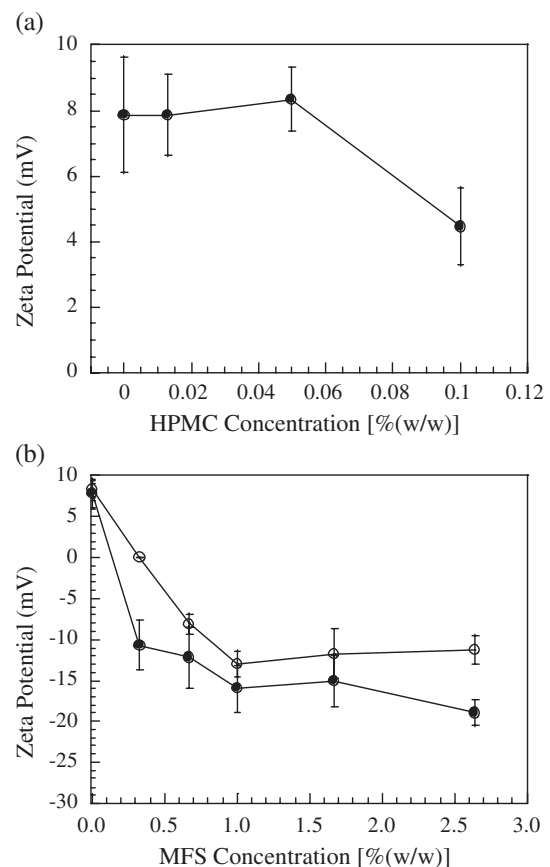 (a)
10
8
6
4
2
0
Zeta Potential (mV)
0 0.02 0.04 0.06 0.08 0.1 0.12
HPMC Concentration [%(w/w)]
(b)
10
5
0
-5
-10
-15
-20
-25
-30
Zeta Potential (mV)
0.0 0.5 1.0 1.5 2.0 2.5 3.0
MFS Concentration [%(w/w)]